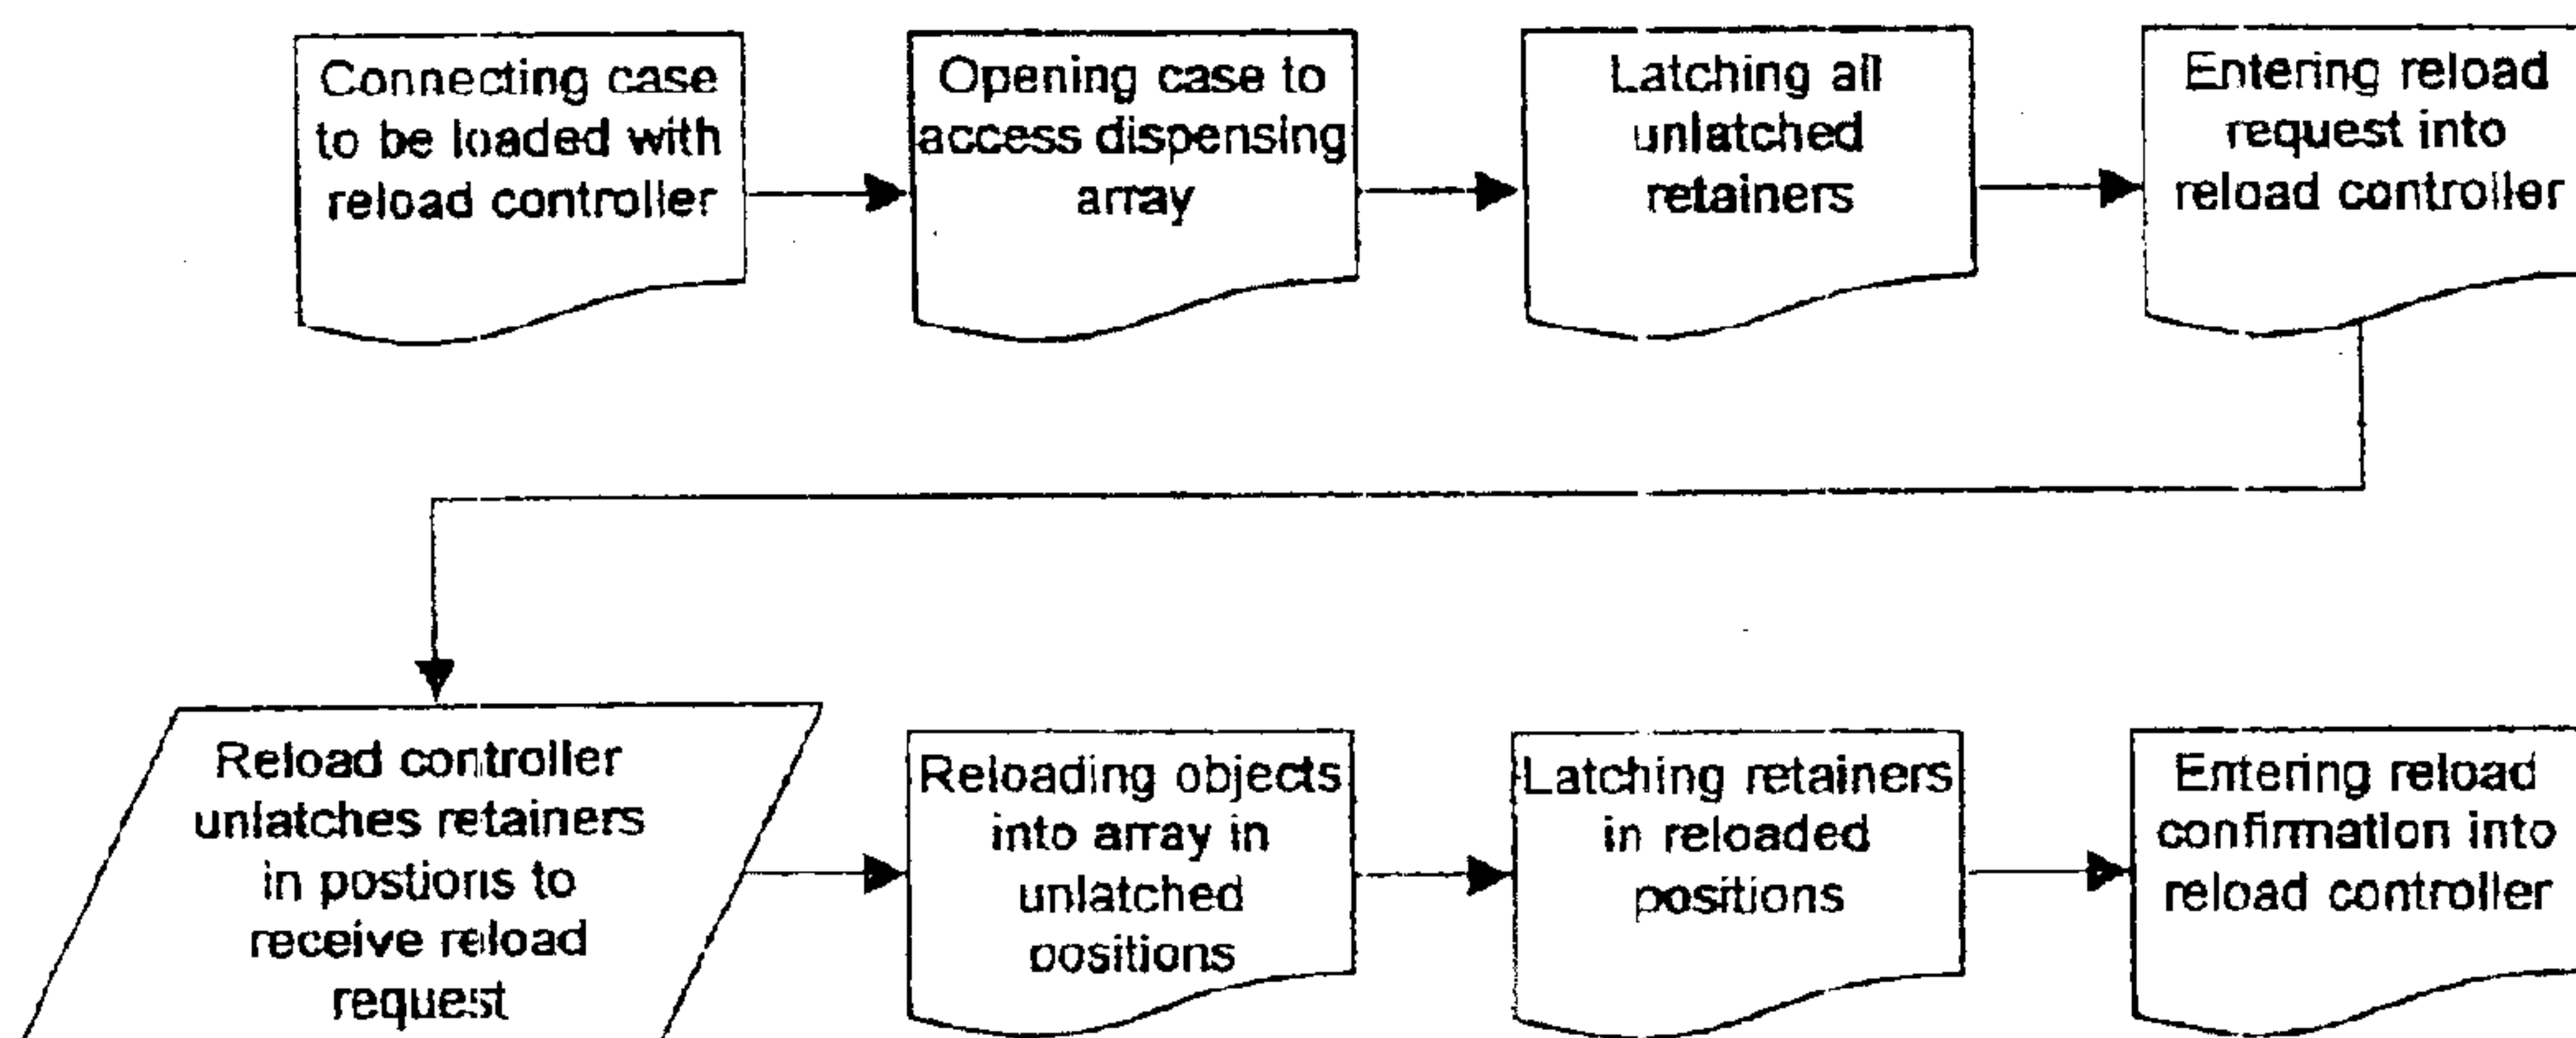 Connecting case
to be loaded with
reload controller
Opening case to
access dispensing
array
Latching all
unlatched
retainers
Entering reload
request into
reload controller
Reload controller
unlatches retainers
in postions to
receive reload
request
Reloading objects
into array in
unlatched
positions
Latching retainers
in reloaded
positions
Entering reload
confirmation into
reload controller